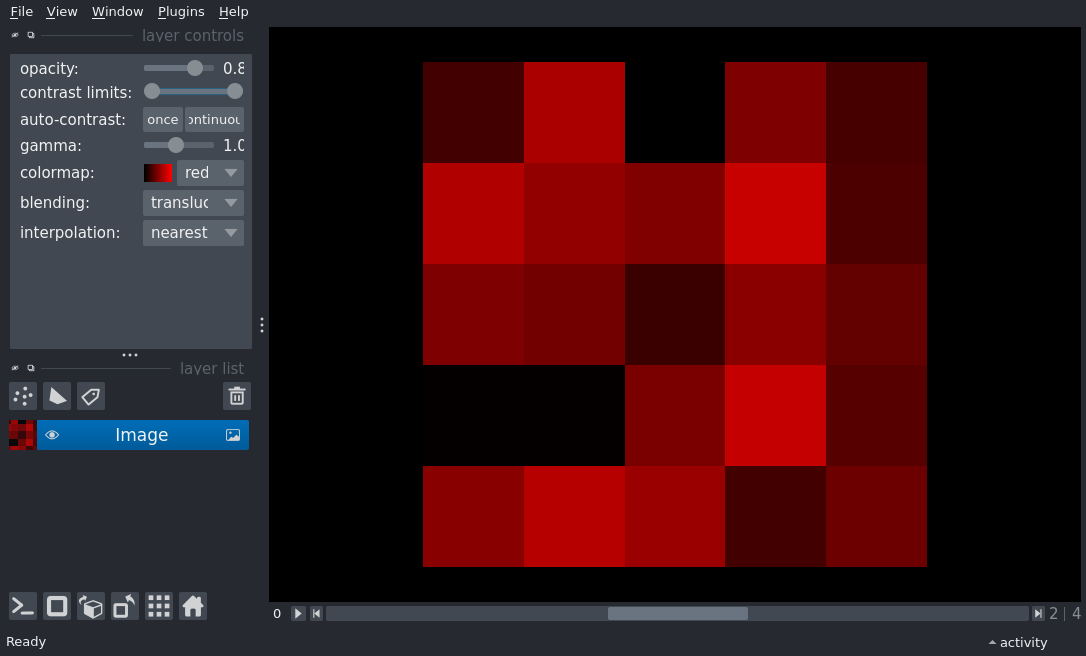 File View Window Plugins Help
layer controls
opacity: 0.8
contrast limits:
auto-contrast: once ontinuou
gamma: 1.0
colormap: red
blending: transluc
interpolation: nearest
layer list
Image
0 2 | 4
Ready
activity